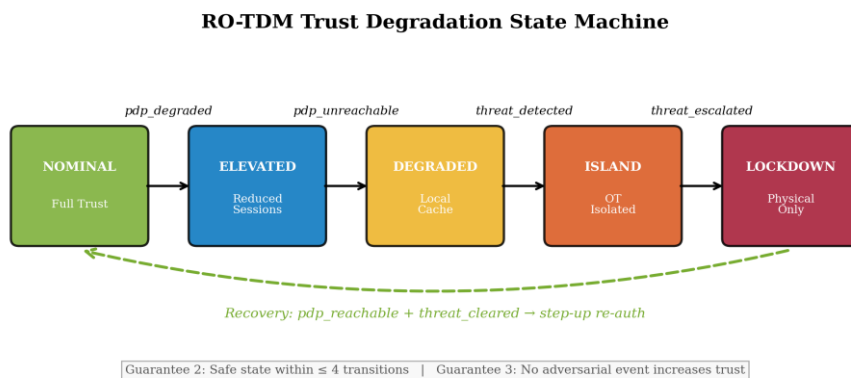 RO-TDM Trust Degradation State Machine
pdp_degraded pdp_unreachable threat_detected threat_escalated
NOMINAL
Full Trust
ELEVATED
Reduced
Sessions
DEGRADED
Local
Cache
ISLAND
OT
Isolated
LOCKDOWN
Physical
Only
Recovery: pdp_reachable + threat_cleared → step-up re-auth
Guarantee 2: Safe state within ≤ 4 transitions | Guarantee 3: No adversarial event increases trust